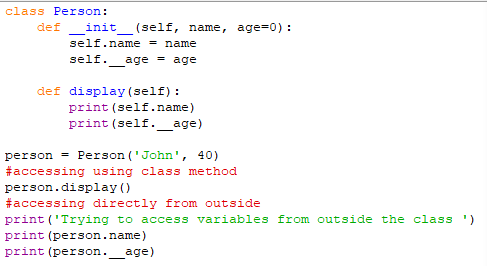 class Person:
    def __init__(self, name, age=0):
        self.name = name
        self.__age = age

    def display(self):
        print(self.name)
        print(self.__age)

person = Person('John', 40)
#accessing using class method
person.display()
#accessing directly from outside
print('Trying to access variables from outside the class ')
print(person.name)
print(person.__age)